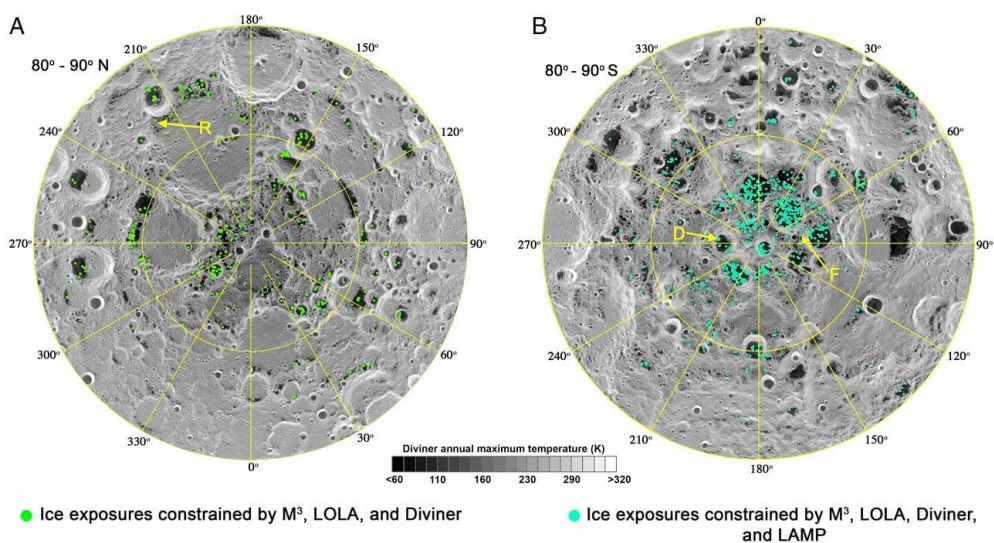 A
80° - 90° N
180°
150°
120°
90°
60°
30°
0°
330°
300°
270°
240°
210°
R
B
80° - 90° S
0°
30°
60°
90°
120°
150°
180°
210°
240°
270°
300°
330°
D
F
Diviner annual maximum temperature (K)
<60 110 160 230 290 >320
Ice exposures constrained by M³, LOLA, and Diviner
Ice exposures constrained by M³, LOLA, Diviner,
and LAMP